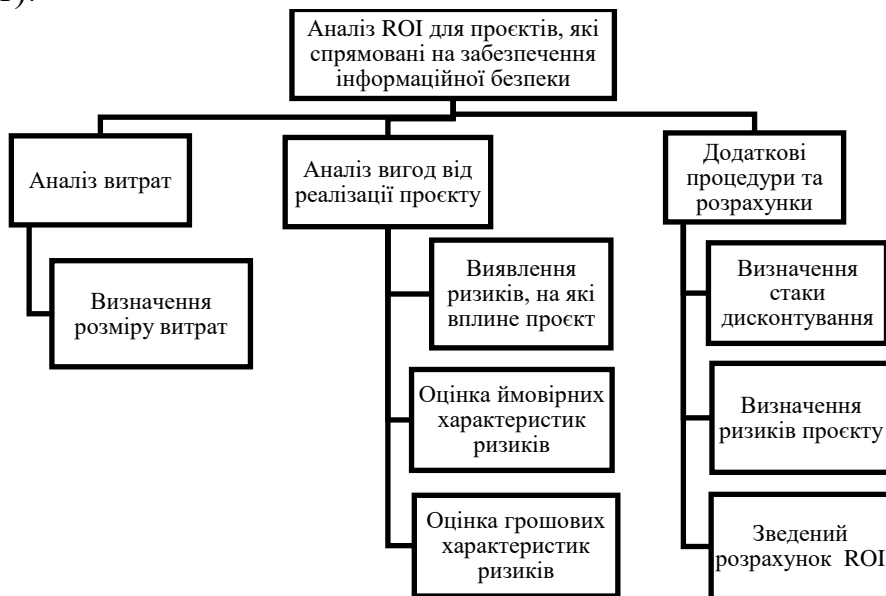 1).
Аналіз ROI для проєктів, які
спрямовані на забезпечення
інформаційної безпеки
Аналіз витрат
Визначення
розміру витрат
Аналіз вигод від
реалізації проєкту
Виявлення
ризиків, на які
вплине проєкт
Оцінка ймовірних
характеристик
ризиків
Оцінка грошових
характеристик
ризиків
Додаткові
процедури та
розрахунки
Визначення
стаки
дисконтування
Визначення
ризиків проєкту
Зведений
розрахунок ROI